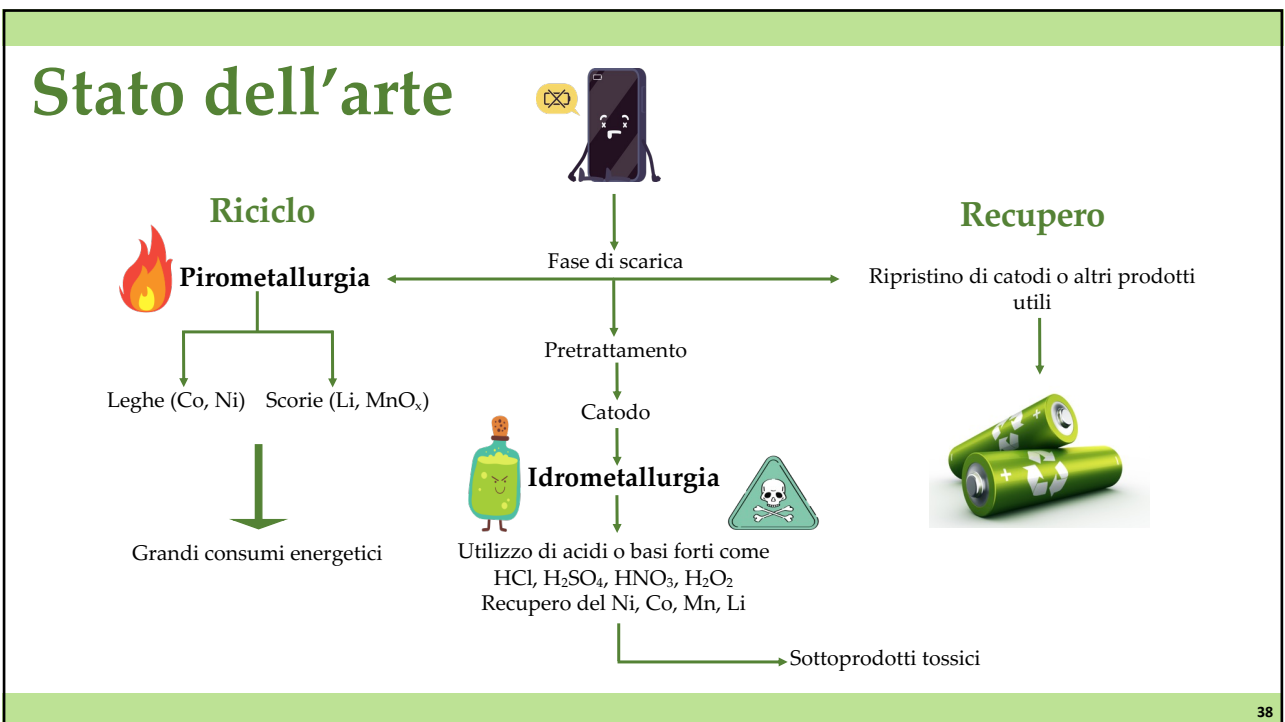 Stato dell’arte
Riciclo
Recupero
Fase di scarica
Pirometallurgia
Ripristino di catodi o altri prodotti
utili
Pretrattamento
Leghe (Co, Ni)
Scorie (Li, MnOₓ)
Catodo
Idrometallurgia
Grandi consumi energetici
Utilizzo di acidi o basi forti come
HCl, H₂SO₄, HNO₃, H₂O₂
Recupero del Ni, Co, Mn, Li
Sottoprodotti tossici
38